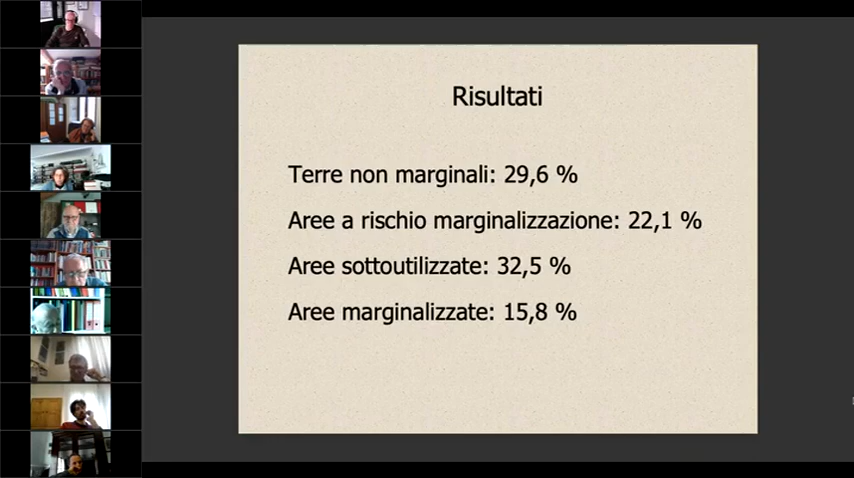 Risultati
Terre non marginali: 29,6 %
Aree a rischio marginalizzazione: 22,1 %
Aree sottoutilizzate: 32,5 %
Aree marginalizzate: 15,8 %